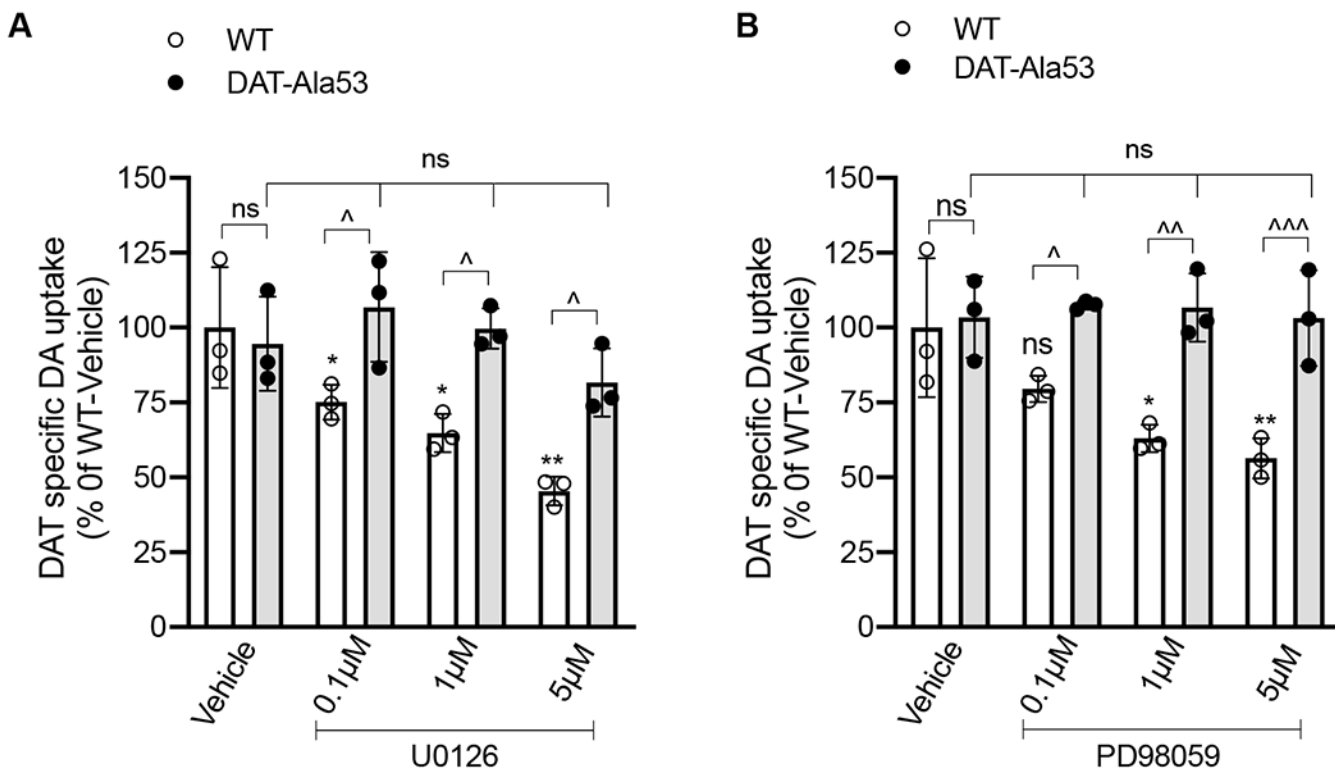 A
WT
DAT-Ala53
DAT specific DA uptake
(% 0f WT-Vehicle)
150
125
100
75
50
25
0
ns
ns
^
^
^
*
*
**
Vehicle
0.1µM
1µM
5µM
U0126
B
WT
DAT-Ala53
DAT specific DA uptake
(% 0f WT-Vehicle)
150
125
100
75
50
25
0
ns
ns
^
^^
^^^
ns
*
**
Vehicle
0.1µM
1µM
5µM
PD98059